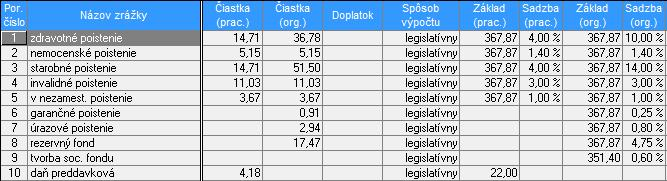 Por. číslo | Názov zrážky | Čiastka (prac.) | Čiastka (org.) | Doplatok | Spôsob výpočtu | Základ (prac.) | Sadzba (prac.) | Základ (org.) | Sadzba (org.)
1 zdravotné poistenie 14,71 36,78 legislatívny 367,87 4,00 % 367,87 10,00 %
2 nemocenské poistenie 5,15 5,15 legislatívny 367,87 1,40 % 367,87 1,40 %
3 starobné poistenie 14,71 51,50 legislatívny 367,87 4,00 % 367,87 14,00 %
4 invalidné poistenie 11,03 11,03 legislatívny 367,87 3,00 % 367,87 3,00 %
5 v nezamest. poistenie 3,67 3,67 legislatívny 367,87 1,00 % 367,87 1,00 %
6 garančné poistenie 0,91 legislatívny 367,87 0,25 %
7 úrazové poistenie 2,94 legislatívny 367,87 0,80 %
8 rezervný fond 17,47 legislatívny 367,87 4,75 %
9 tvorba soc. fondu legislatívny 351,40 0,60 %
10 daň preddavková 4,18 legislatívny 22,00